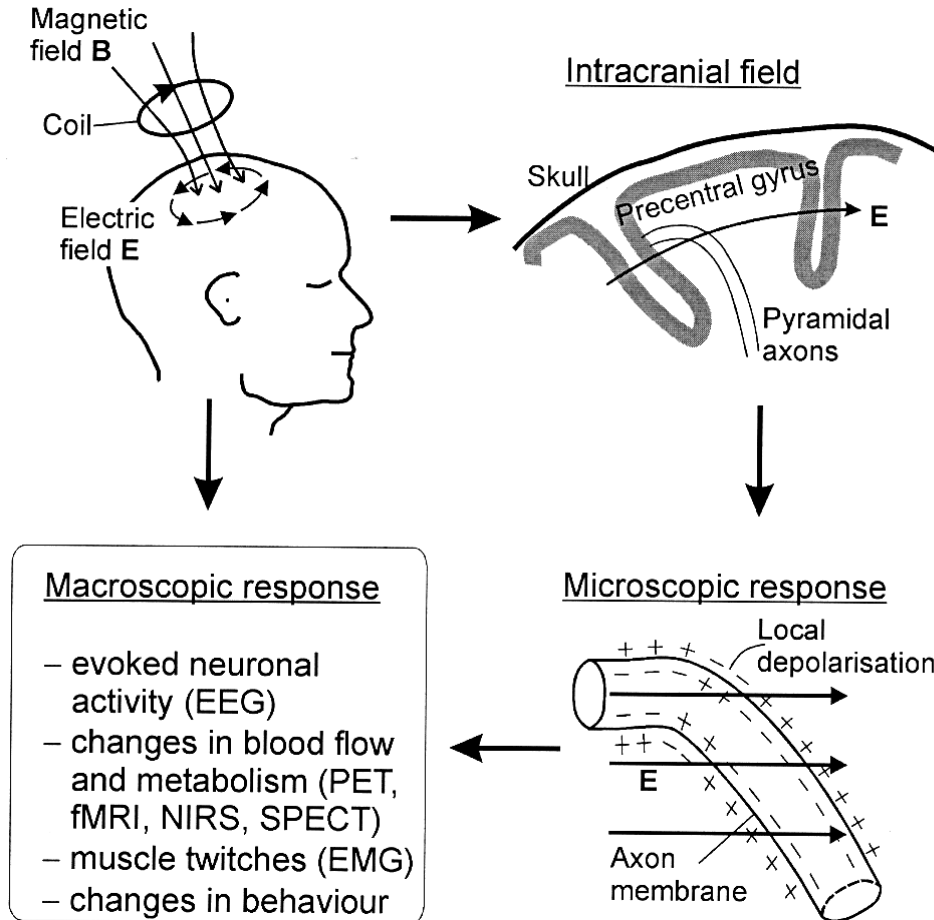 Magnetic
field B
Coil
Electric
field E
Intracranial field
Skull
Precentral gyrus
E
Pyramidal
axons
Macroscopic response
– evoked neuronal
activity (EEG)
– changes in blood flow
and metabolism (PET,
fMRI, NIRS, SPECT)
– muscle twitches (EMG)
– changes in behaviour
Microscopic response
Local
depolarisation
E
Axon
membrane